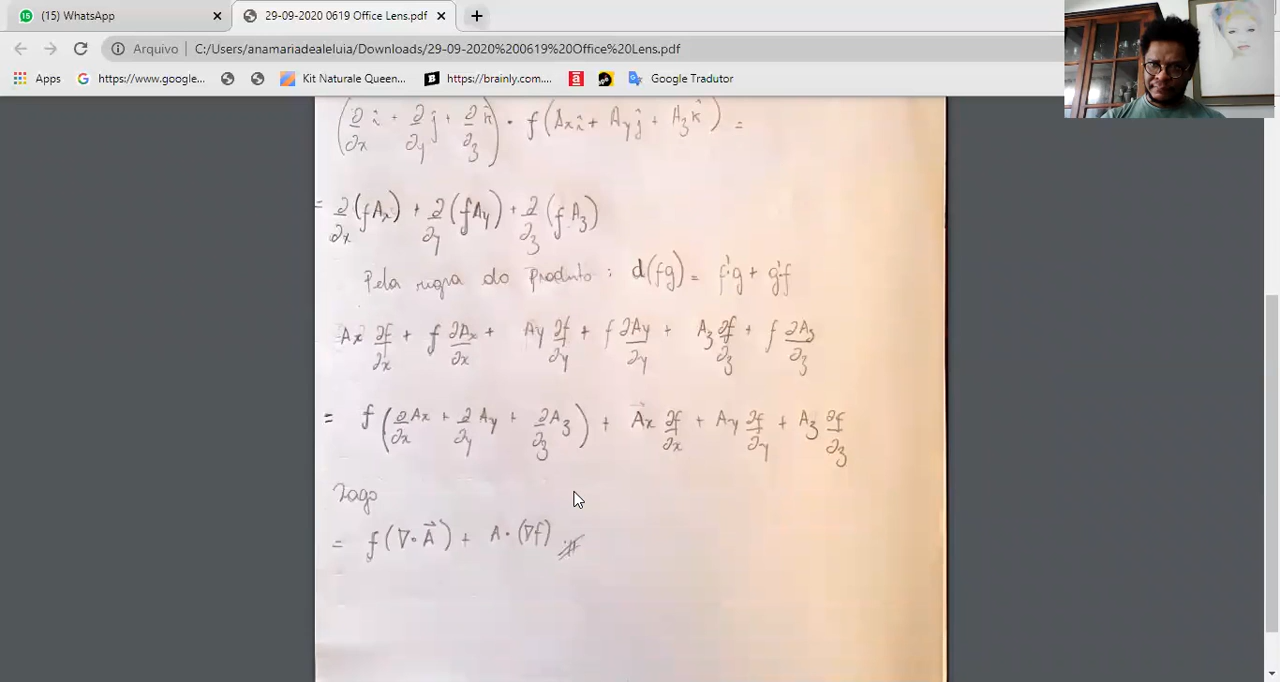 (15) WhatsApp
29-09-2020 0619 Office Lens.pdf
Arquivo | C:/Users/anamariadealeluia/Downloads/29-09-2020%200619%20Office%20Lens.pdf
Apps https://www.google... Kit Naturale Queen... https://brainly.com.... Google Tradutor
(∂/∂x î + ∂/∂y ĵ + ∂/∂z k̂) · f(Ax î + Ay ĵ + Az k̂) =
= ∂/∂x (fAx) + ∂/∂y (fAy) + ∂/∂z (fAz)
Pela regra do produto : d(fg) = f'g + g'f
Ax ∂f/∂x + f ∂Ax/∂x + Ay ∂f/∂y + f ∂Ay/∂y + Az ∂f/∂z + f ∂Az/∂z
= f(∂/∂x Ax + ∂/∂y Ay + ∂Az/∂z) + Ax ∂f/∂x + Ay ∂f/∂y + Az ∂f/∂z
Logo
= f(∇·A⃗) + A·(∇f)